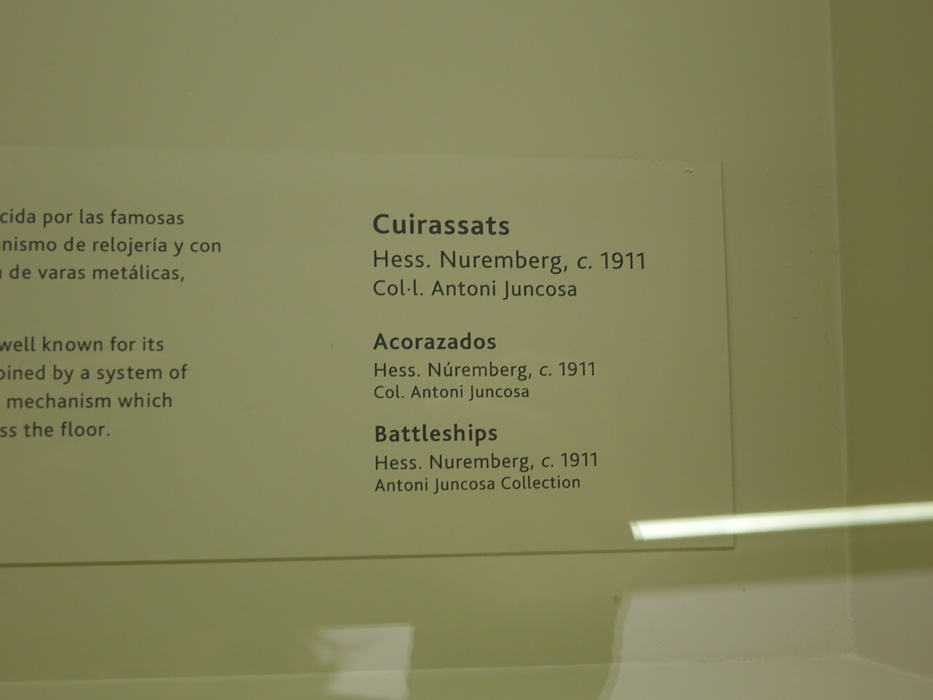 cida por las famosas
nismo de relojería y con
de varas metálicas,
well known for its
oined by a system of
mechanism which
ss the floor.
Cuirassats
Hess. Nuremberg, c. 1911
Col·l. Antoni Juncosa
Acorazados
Hess. Núremberg, c. 1911
Col. Antoni Juncosa
Battleships
Hess. Nuremberg, c. 1911
Antoni Juncosa Collection